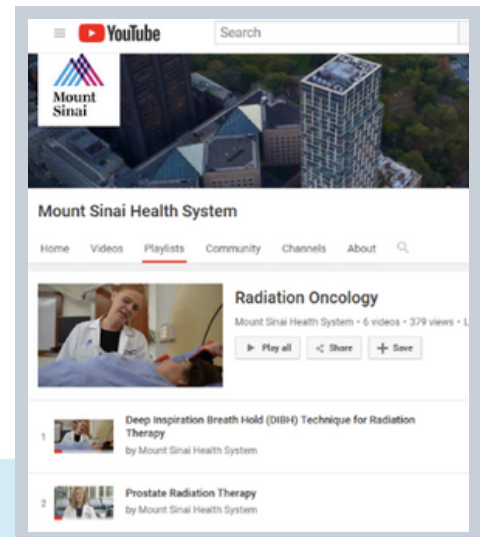 YouTube
Search
Mount
Sinai
Mount Sinai Health System
Home Videos Playlists Community Channels About
Radiation Oncology
Mount Sinai Health System • 6 videos • 379 views • L
Play all Share Save
1 Deep Inspiration Breath Hold (DIBH) Technique for Radiation
Therapy
by Mount Sinai Health System
2 Prostate Radiation Therapy
by Mount Sinai Health System